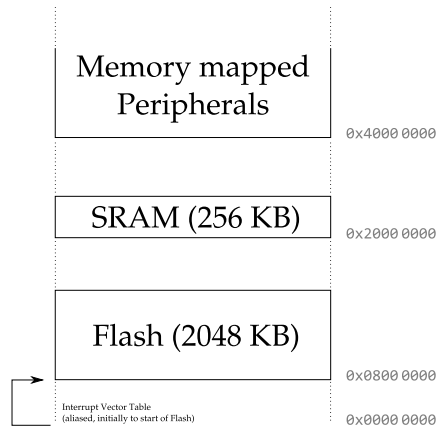 Memory mapped
Peripherals
0x4000 0000
SRAM (256 KB)
0x2000 0000
Flash (2048 KB)
0x0800 0000
Interrupt Vector Table
(aliased, initially to start of Flash)
0x0000 0000